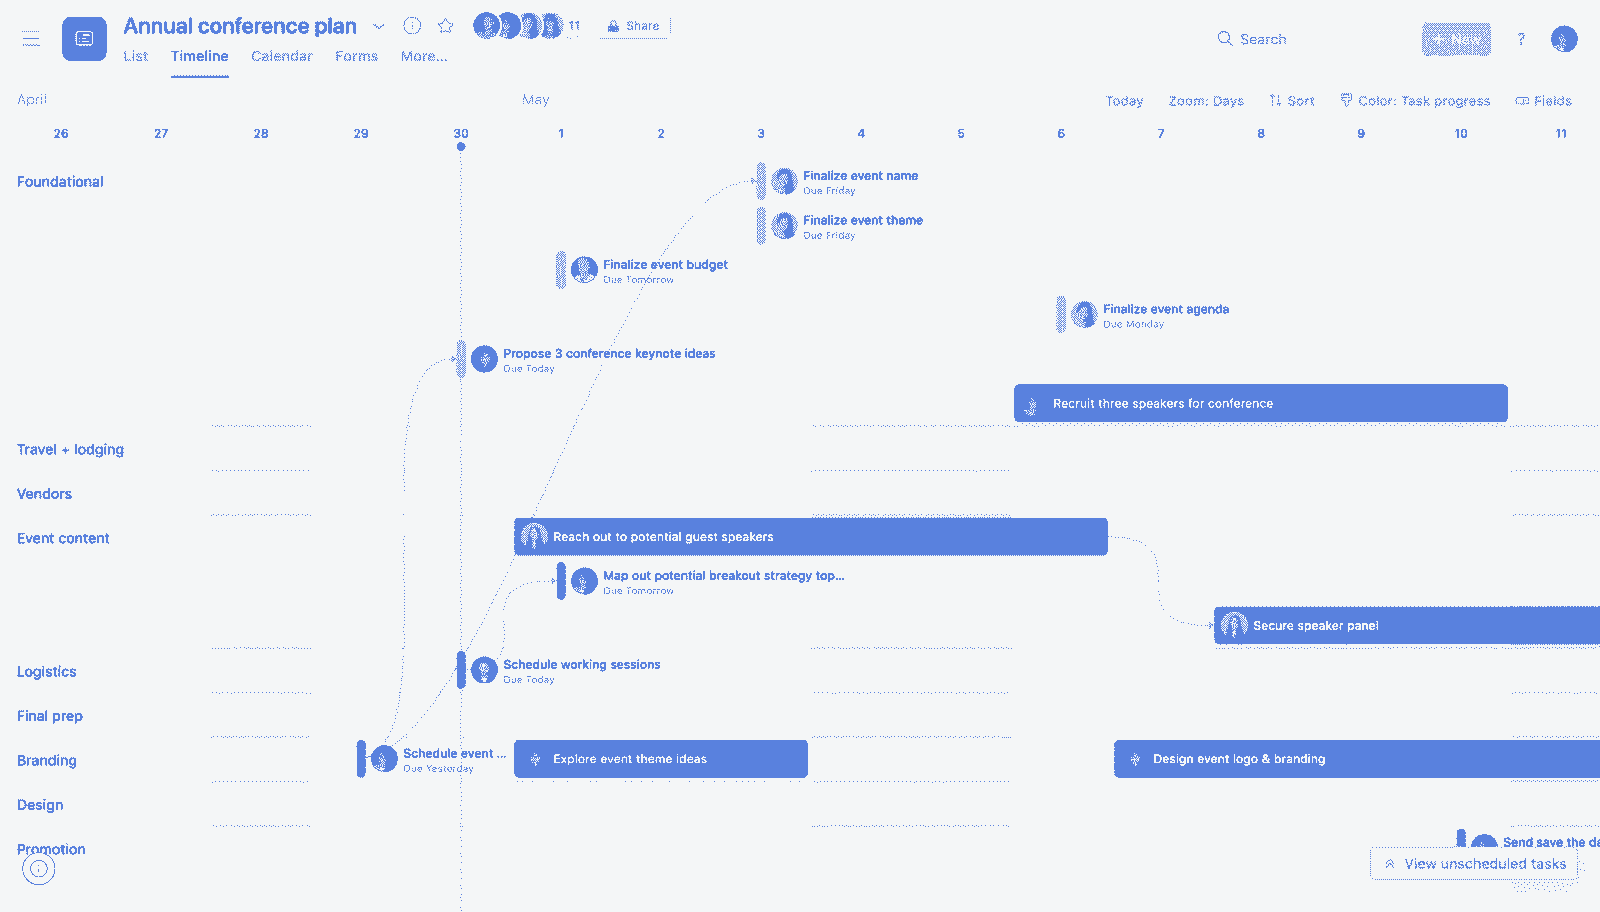 Annual conference plan
11
Share
List Timeline Calendar Forms More...
Search
?
April May
Today Zoom: Days Sort Color: Task progress Fields
26 27 28 29 30 1 2 3 4 5 6 7 8 9 10 11
Foundational
Finalize event name
Due Friday
Finalize event theme
Due Friday
Finalize event budget
Due Tomorrow
Finalize event agenda
Due Monday
Propose 3 conference keynote ideas
Due Today
Recruit three speakers for conference
Travel + lodging
Vendors
Event content
Reach out to potential guest speakers
Map out potential breakout strategy top...
Due Tomorrow
Secure speaker panel
Logistics
Schedule working sessions
Due Today
Final prep
Branding
Schedule event ...
Due Yesterday
Explore event theme ideas
Design event logo & branding
Design
Promotion
Send save the da
View unscheduled tasks